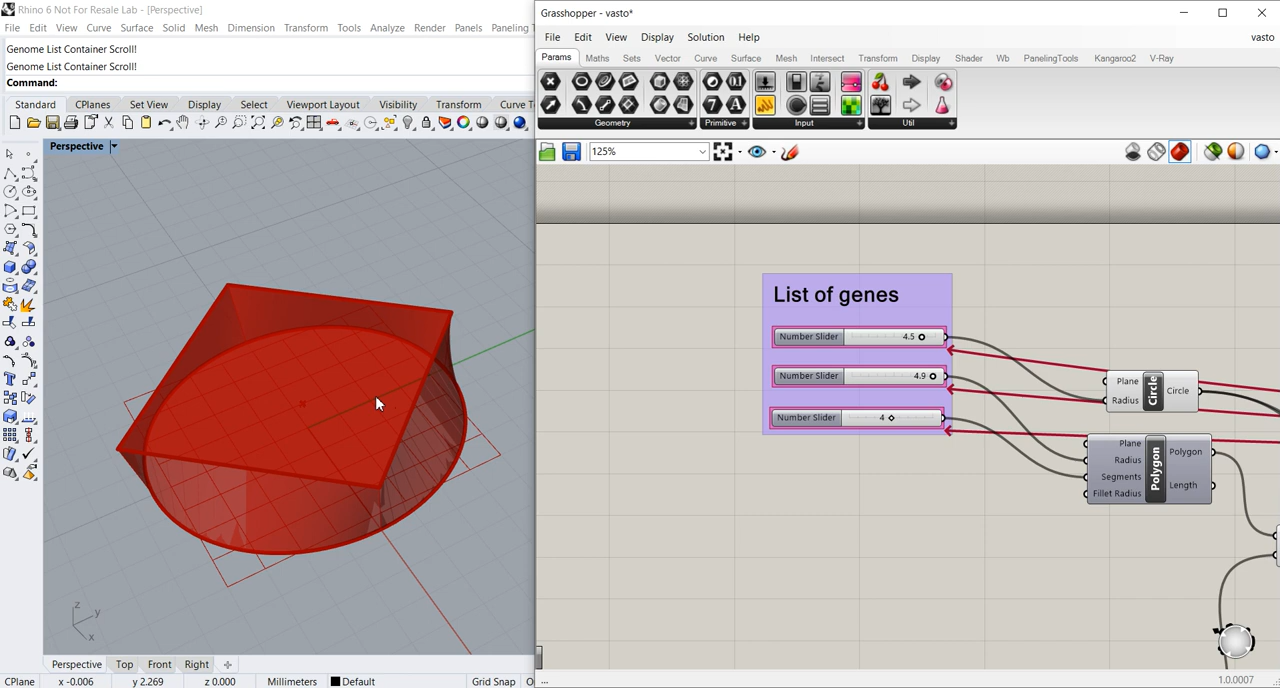 Rhino 6 Not For Resale Lab - [Perspective]
File Edit View Curve Surface Solid Mesh Dimension Transform Tools Analyze Render Panels Paneling
Genome List Container Scroll!
Genome List Container Scroll!
Command:
Standard CPlanes Set View Display Select Viewport Layout Visibility Transform Curve
Perspective
z
y
x
Perspective Top Front Right
CPlane x -0.006 y 2.269 z 0.000 Millimeters Default Grid Snap
Grasshopper - vasto*
File Edit View Display Solution Help vasto
Params Maths Sets Vector Curve Surface Mesh Intersect Transform Display Shader Wb PanelingTools Kangaroo2 V-Ray
Geometry Primitive Input Util
125%
List of genes
Number Slider 4.5
Number Slider 4.9
Number Slider 4
Plane
Radius
Circle
Circle
Plane
Radius
Segments
Fillet Radius
Polygon
Polygon
Length
... 1.0.0007